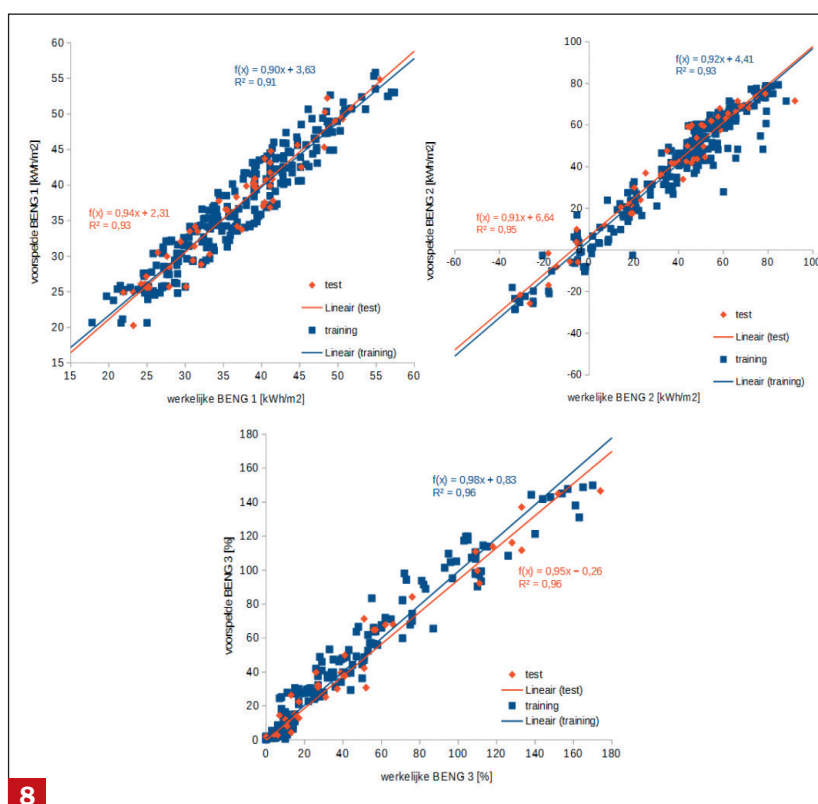 60
55
50
45
40
35
30
25
20
15
voorspelde BENG 1 [kWh/m2]
f(x) = 0,90x + 3,63
R² = 0,91
f(x) = 0,94x + 2,31
R² = 0,93
test
Lineair (test)
training
Lineair (training)
15 20 25 30 35 40 45 50 55 60
werkelijke BENG 1 [kWh/m2]
100
80
60
40
20
0
-20
-40
-60
voorspelde BENG 2 [kWh/m2]
f(x) = 0,92x + 4,41
R² = 0,93
f(x) = 0,91x + 6,64
R² = 0,95
-60 -40 -20 0 20 40 60 80 100
test
Lineair (test)
training
Lineair (training)
werkelijke BENG 2 [kWh/m2]
180
160
140
120
100
80
60
40
20
0
voorspelde BENG 3 [%]
f(x) = 0,98x + 0,83
R² = 0,96
f(x) = 0,95x − 0,26
R² = 0,96
test
Lineair (test)
training
Lineair (training)
0 20 40 60 80 100 120 140 160 180
werkelijke BENG 3 [%]
8